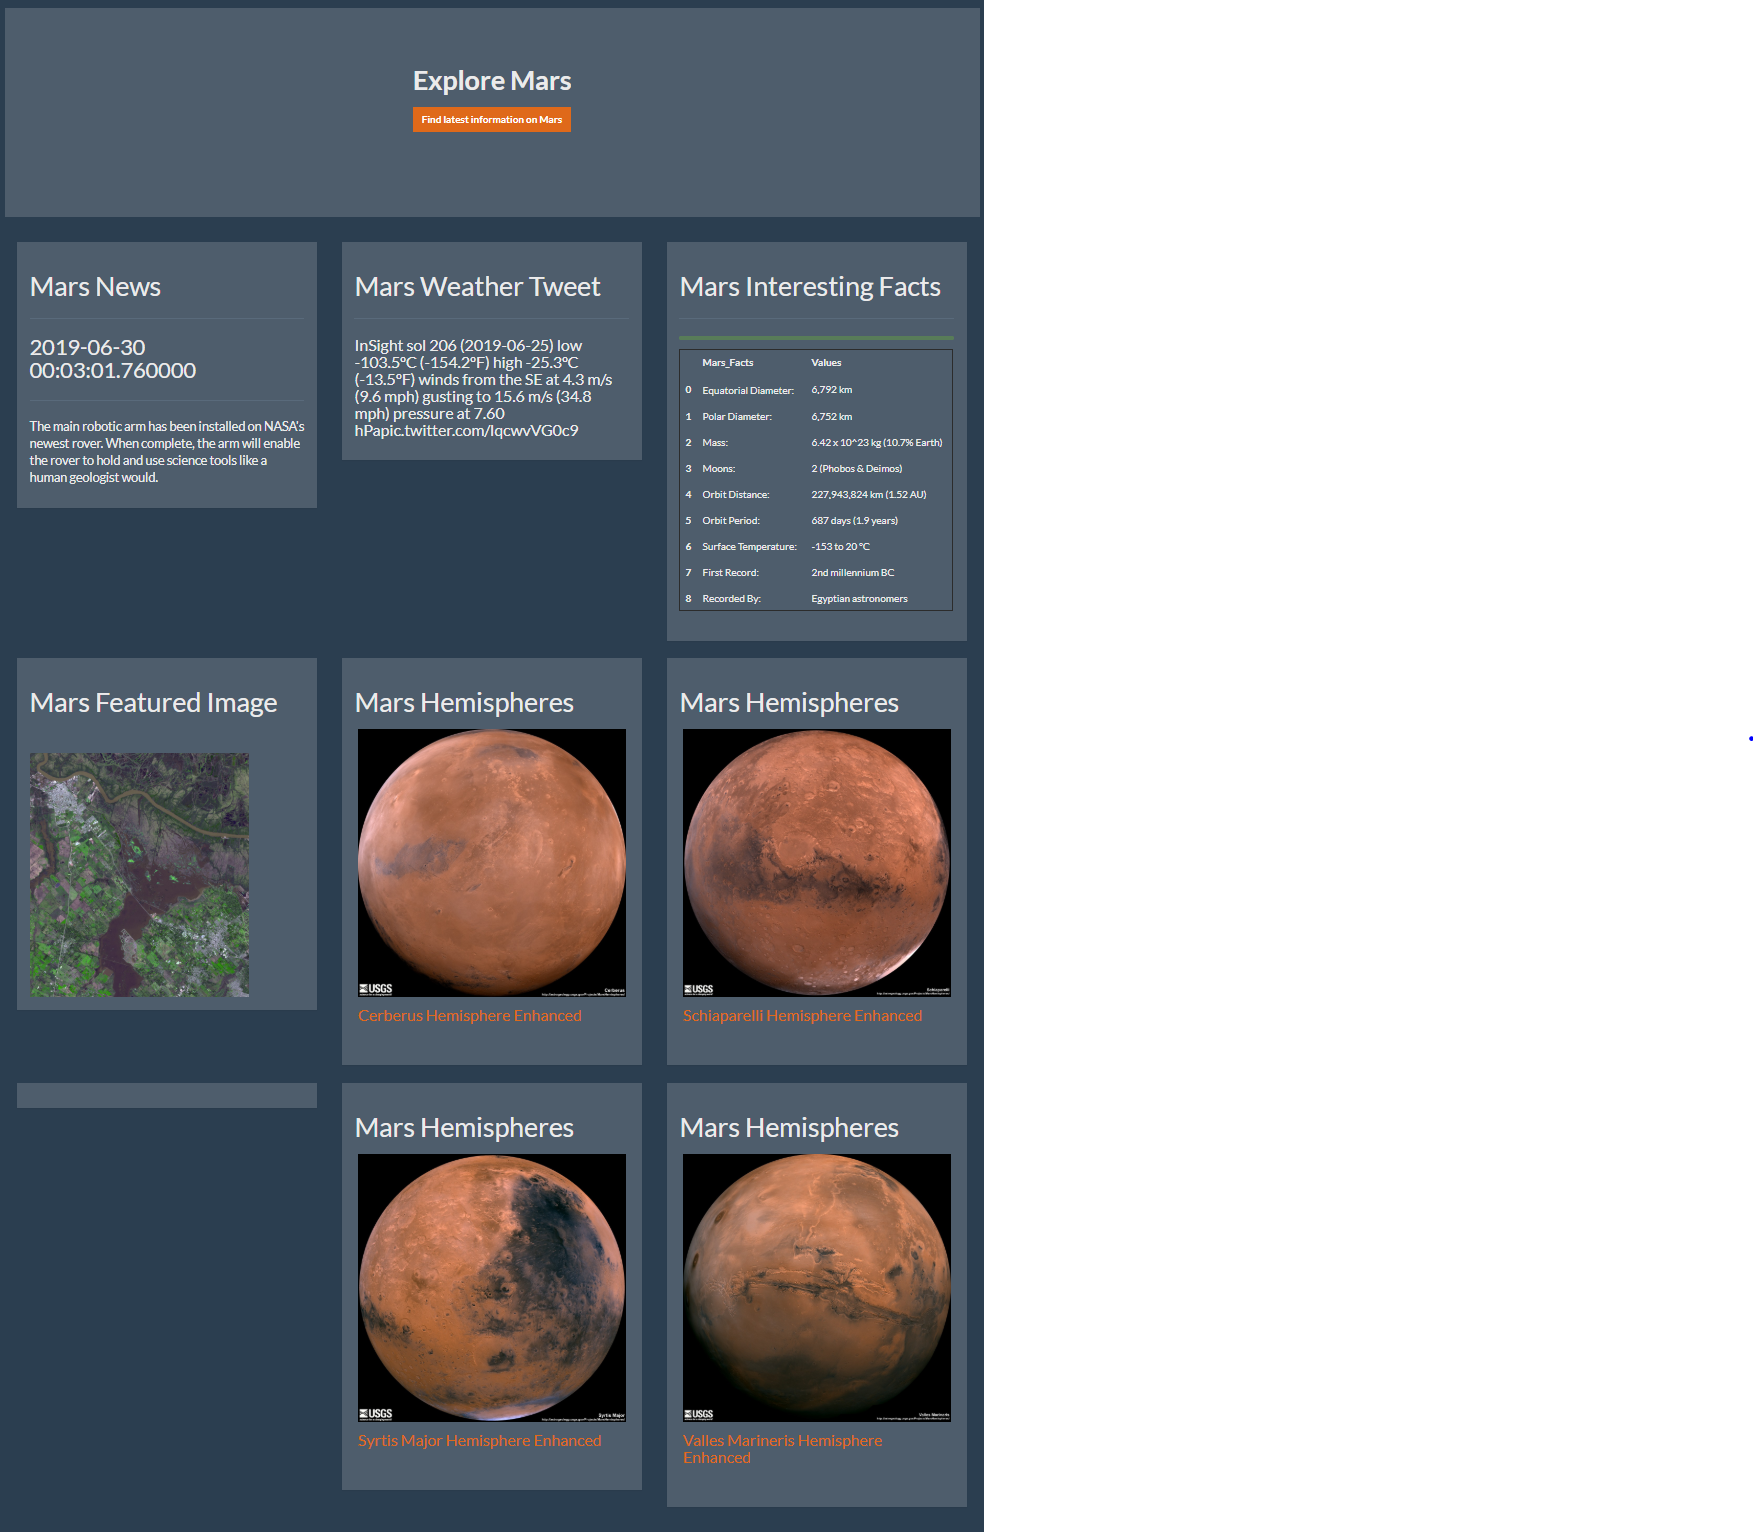 Explore Mars
Find latest information on Mars
Mars News
2019-06-30
00:03:01.760000
The main robotic arm has been installed on NASA's
newest rover. When complete, the arm will enable
the rover to hold and use science tools like a
human geologist would.
Mars Weather Tweet
InSight sol 206 (2019-06-25) low
-103.5ºC (-154.2ºF) high -25.3ºC
(-13.5ºF) winds from the SE at 4.3 m/s
(9.6 mph) gusting to 15.6 m/s (34.8
mph) pressure at 7.60
hPapic.twitter.com/lqcwvVG0c9
Mars Interesting Facts
Mars_Facts Values
0 Equatorial Diameter: 6,792 km
1 Polar Diameter: 6,752 km
2 Mass: 6.42 x 10^23 kg (10.7% Earth)
3 Moons: 2 (Phobos & Deimos)
4 Orbit Distance: 227,943,824 km (1.52 AU)
5 Orbit Period: 687 days (1.9 years)
6 Surface Temperature: -153 to 20 °C
7 First Record: 2nd millennium BC
8 Recorded By: Egyptian astronomers
Mars Featured Image
Mars Hemispheres
USGS
Cerberus
Cerberus Hemisphere Enhanced
Mars Hemispheres
USGS
Schiaparelli
Schiaparelli Hemisphere Enhanced
Mars Hemispheres
USGS
Syrtis Major
Syrtis Major Hemisphere Enhanced
Mars Hemispheres
USGS
Valles Marineris
Valles Marineris Hemisphere
Enhanced